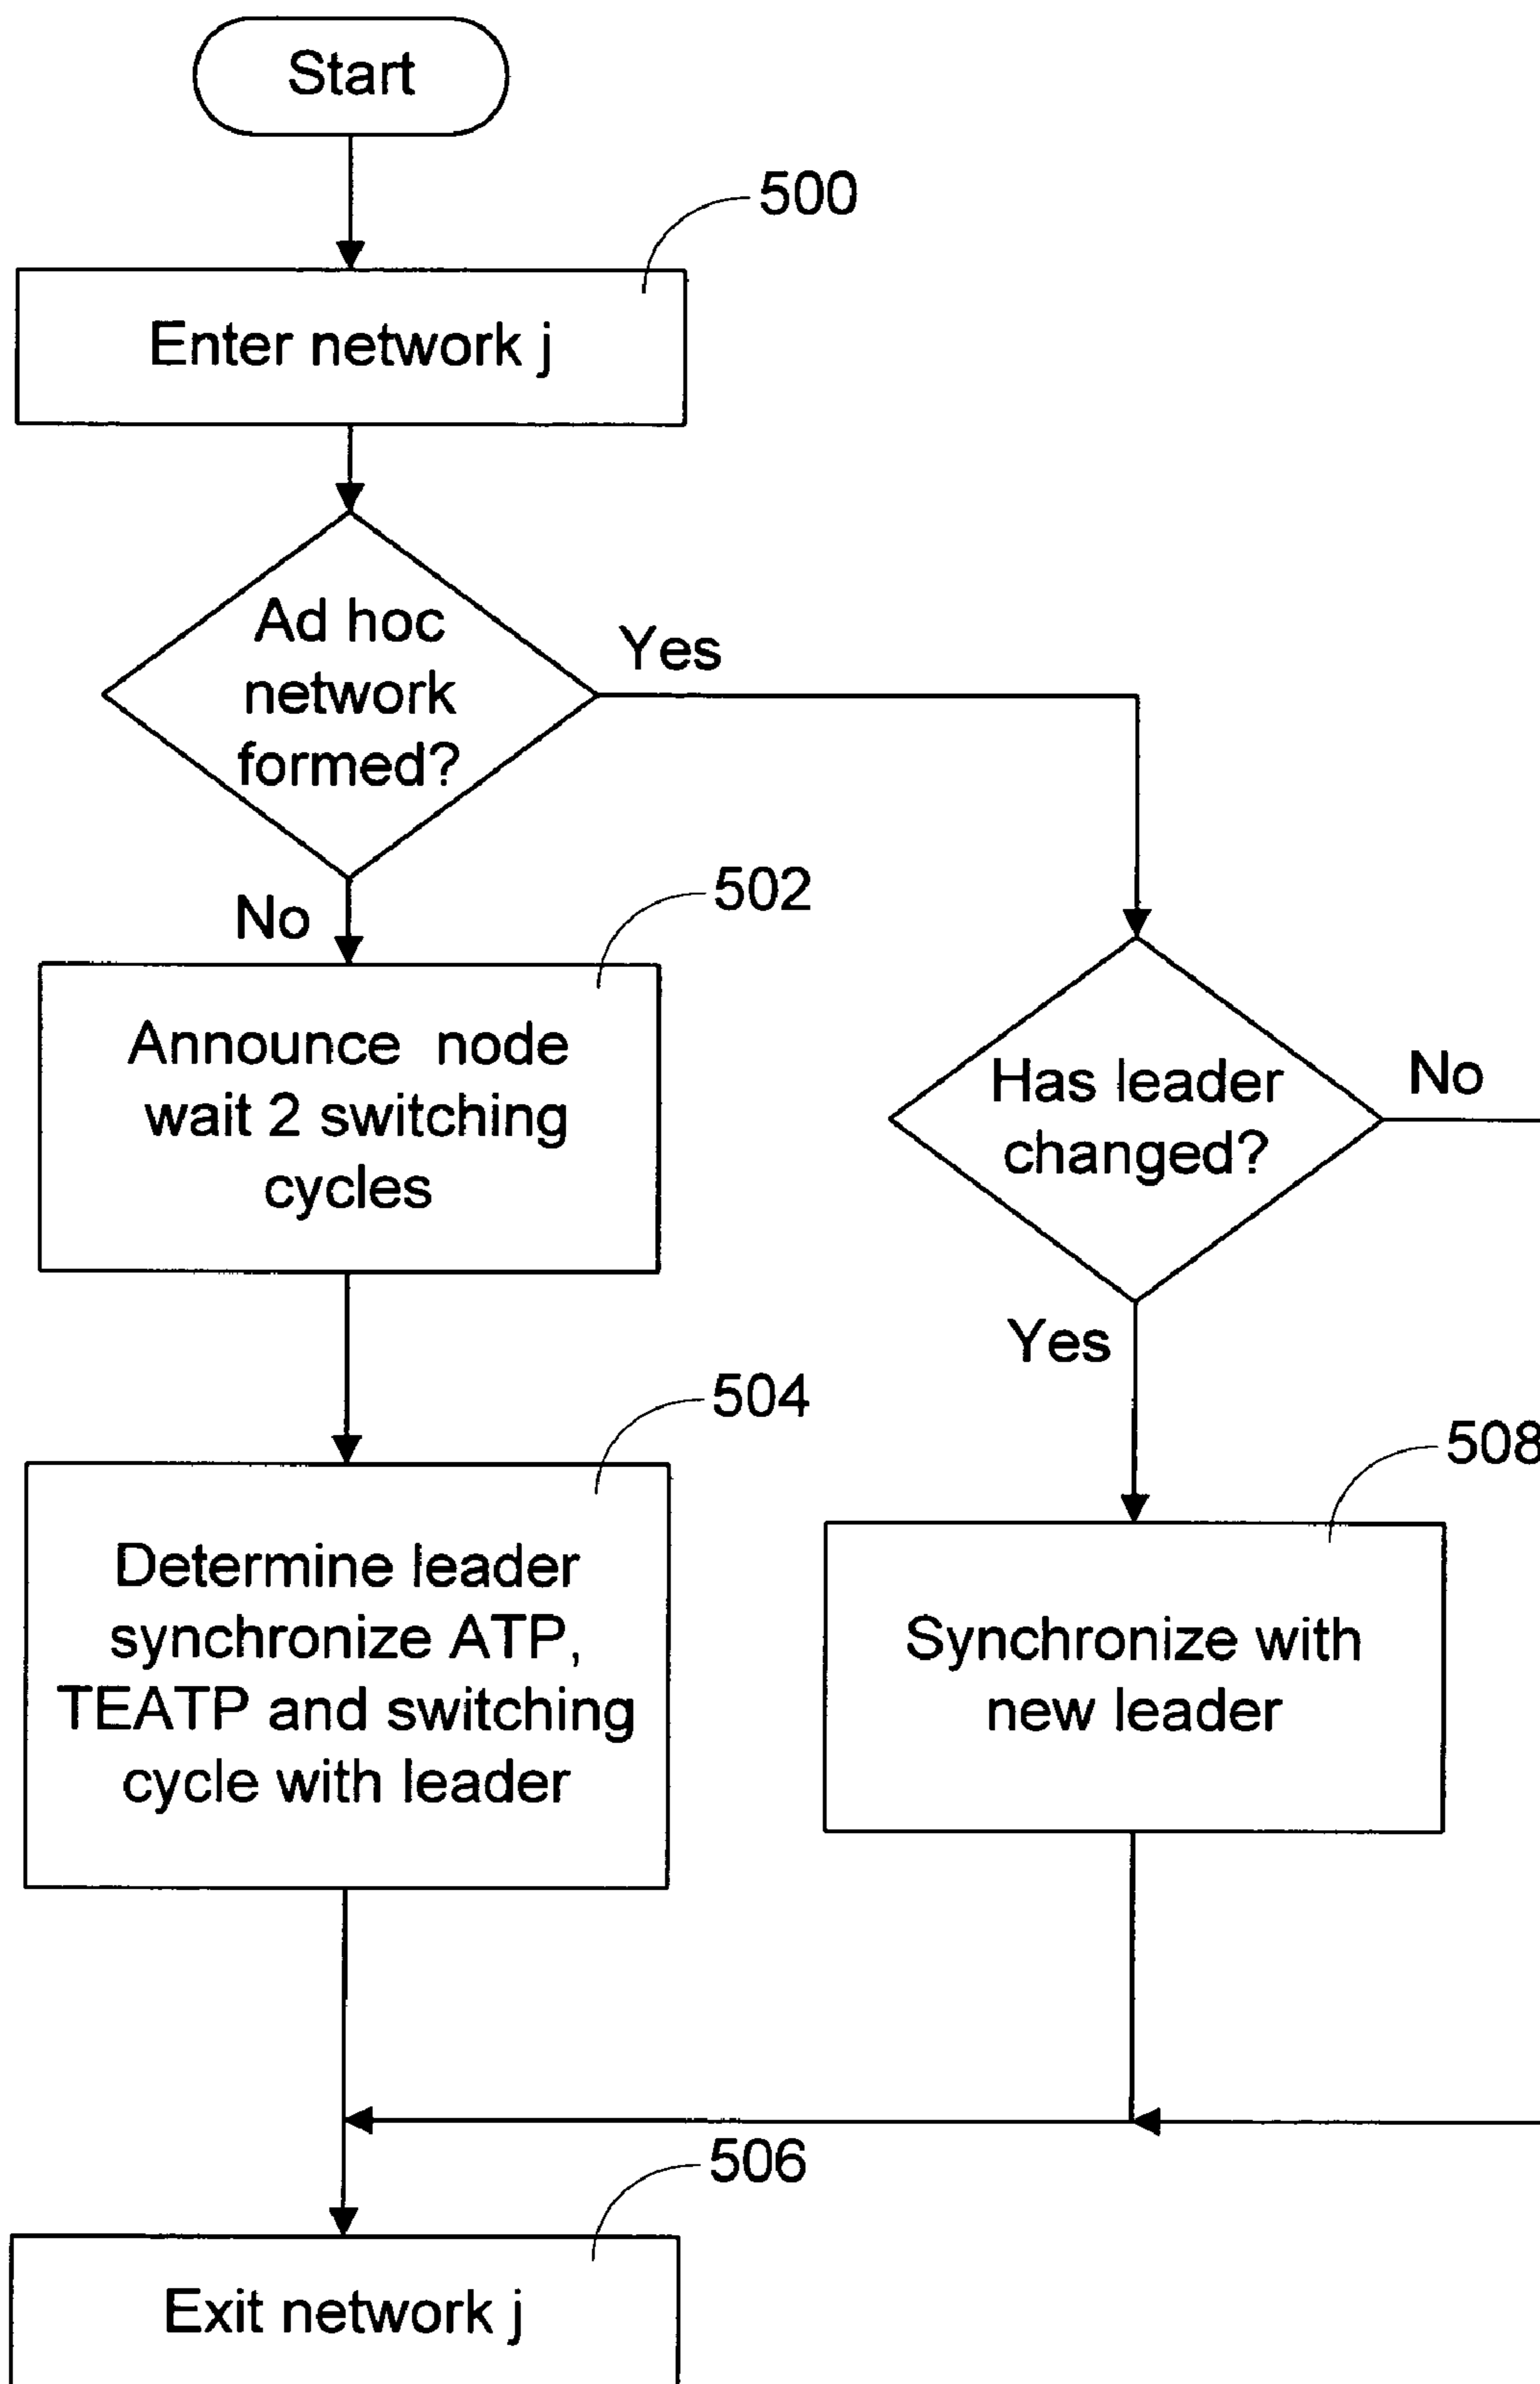 Start
500
Enter network j
Ad hoc
network
formed?
Yes
No
502
Announce  node
wait 2 switching
cycles
Has leader
changed?
No
Yes
504
Determine leader
synchronize ATP,
TEATP and switching
cycle with leader
508
Synchronize with
new leader
506
Exit network j